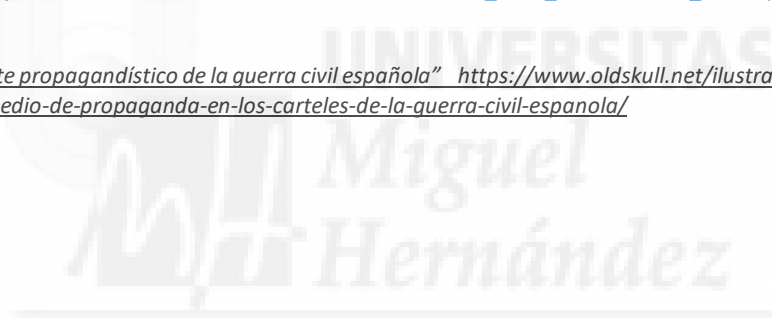 te propagandístico de la guerra civil española” https://www.oldskull.net/ilustra
edio-de-propaganda-en-los-carteles-de-la-guerra-civil-espanola/
UNIVERSITAS
Miguel
Hernández